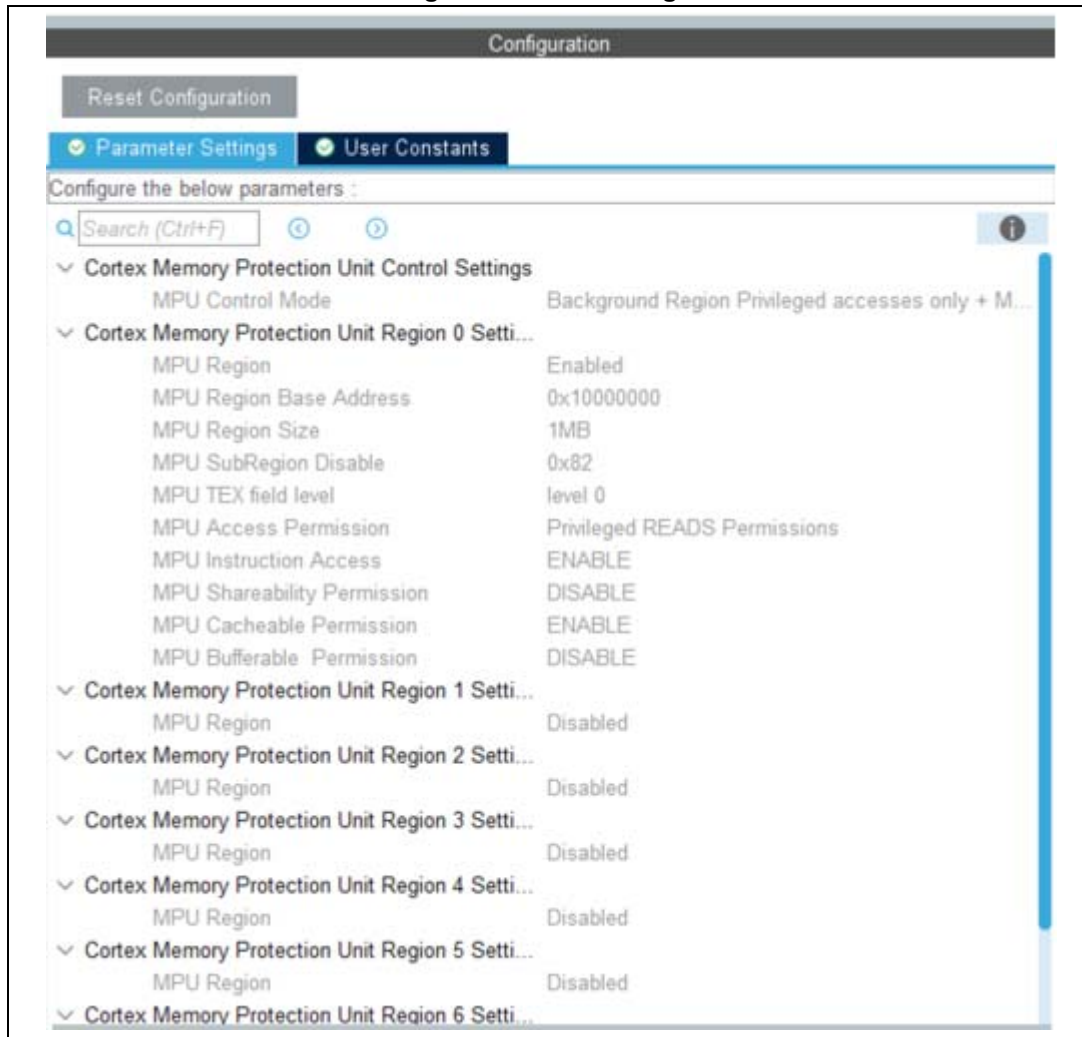 Configuration
Reset Configuration
Parameter Settings User Constants
Configure the below parameters :
Search (Ctrl+F)
Cortex Memory Protection Unit Control Settings
MPU Control Mode Background Region Privileged accesses only + M...
Cortex Memory Protection Unit Region 0 Setti...
MPU Region Enabled
MPU Region Base Address 0x10000000
MPU Region Size 1MB
MPU SubRegion Disable 0x82
MPU TEX field level level 0
MPU Access Permission Privileged READS Permissions
MPU Instruction Access ENABLE
MPU Shareability Permission DISABLE
MPU Cacheable Permission ENABLE
MPU Bufferable Permission DISABLE
Cortex Memory Protection Unit Region 1 Setti...
MPU Region Disabled
Cortex Memory Protection Unit Region 2 Setti...
MPU Region Disabled
Cortex Memory Protection Unit Region 3 Setti...
MPU Region Disabled
Cortex Memory Protection Unit Region 4 Setti...
MPU Region Disabled
Cortex Memory Protection Unit Region 5 Setti...
MPU Region Disabled
Cortex Memory Protection Unit Region 6 Setti...